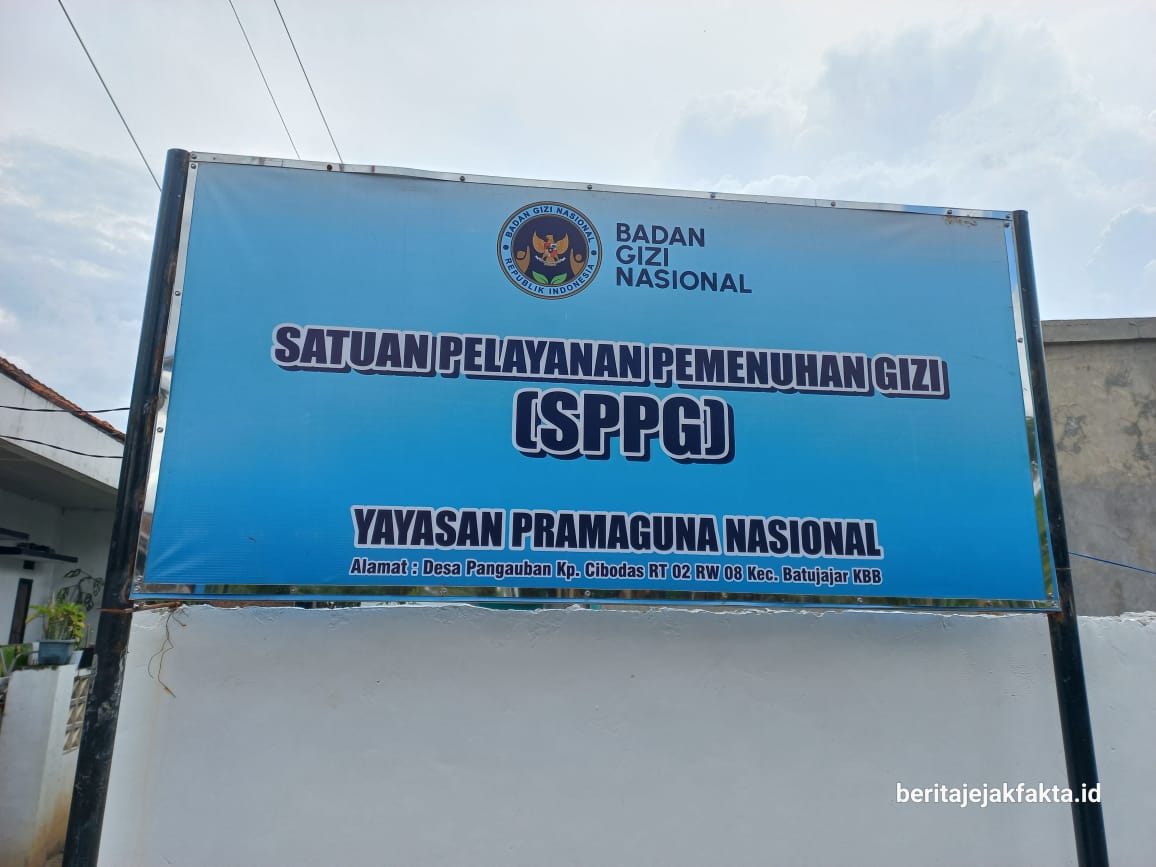 BADAN GIZI NASIONAL
REPUBLIK INDONESIA
BADAN
GIZI
NASIONAL
SATUAN PELAYANAN PEMENUHAN GIZI
(SPPG)
YAYASAN PRAMAGUNA NASIONAL
Alamat : Desa Pangauban Kp. Cibodas RT 02 RW 08 Kec. Batujajar KBB
beritajejakfakta.id